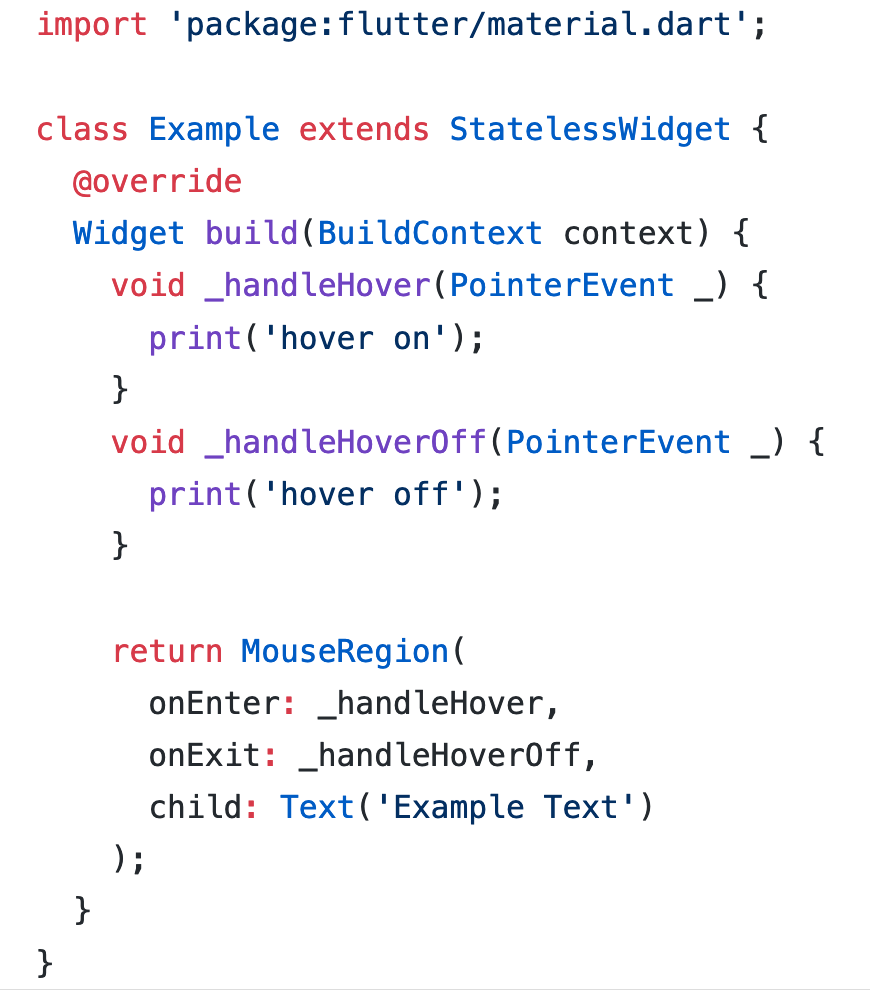 import 'package:flutter/material.dart';
class Example extends StatelessWidget {
@override
Widget build(BuildContext context) {
void _handleHover(PointerEvent _) {
print('hover on');
}
void _handleHoverOff(PointerEvent _) {
print('hover off');
}
return MouseRegion(
onEnter: _handleHover,
onExit: _handleHoverOff,
child: Text('Example Text')
);
}
}